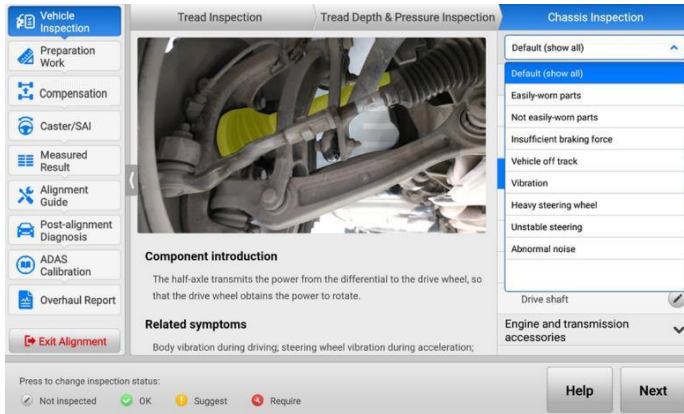 Vehicle
Inspection
Preparation
Work
Compensation
Caster/SAI
Measured
Result
Alignment
Guide
Post-alignment
Diagnosis
ADAS
Calibration
Overhaul Report
Exit Alignment
Tread Inspection
Tread Depth & Pressure Inspection
Chassis Inspection
Component introduction
The half-axle transmits the power from the differential to the drive wheel, so
that the drive wheel obtains the power to rotate.
Related symptoms
Body vibration during driving; steering wheel vibration during acceleration;
Default (show all)
Default (show all)
Easily-worn parts
Not easily-worn parts
Insufficient braking force
Vehicle off track
Vibration
Heavy steering wheel
Unstable steering
Abnormal noise
Drive shaft
Engine and transmission
accessories
Press to change inspection status:
Not inspected
OK
Suggest
Require
Help
Next